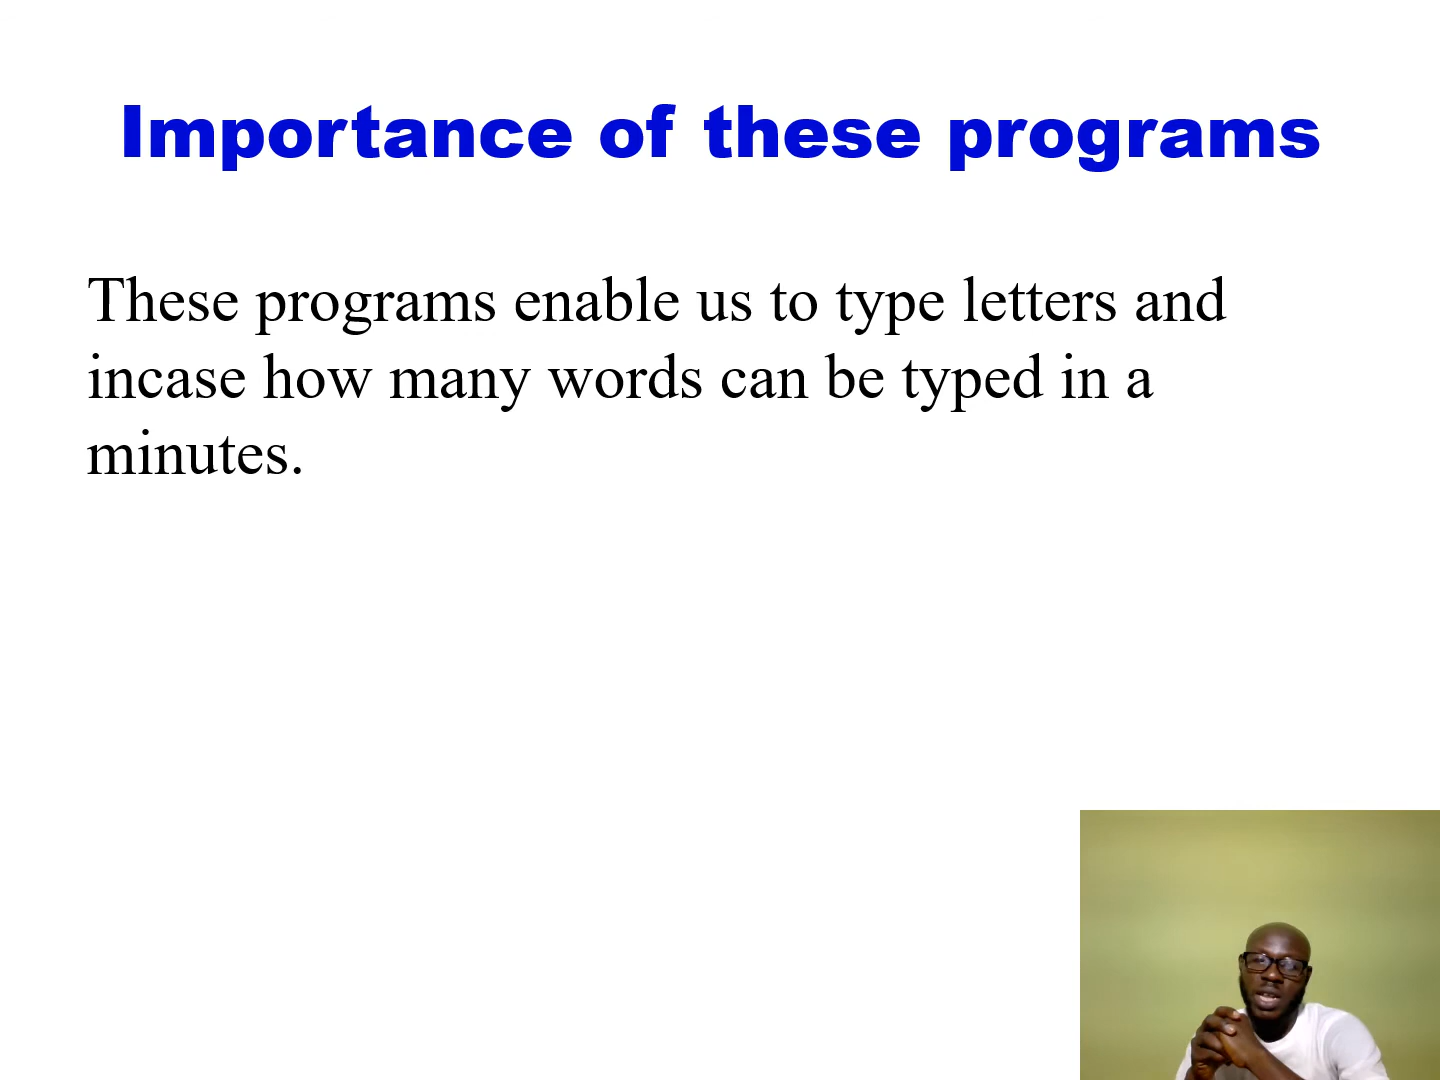 Importance of these programs
These programs enable us to type letters and
incase how many words can be typed in a
minutes.